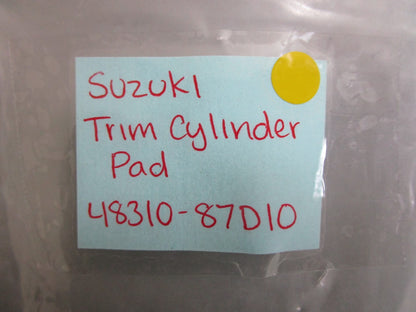 Suzuki
Trim Cylinder
Pad
48310-87D10